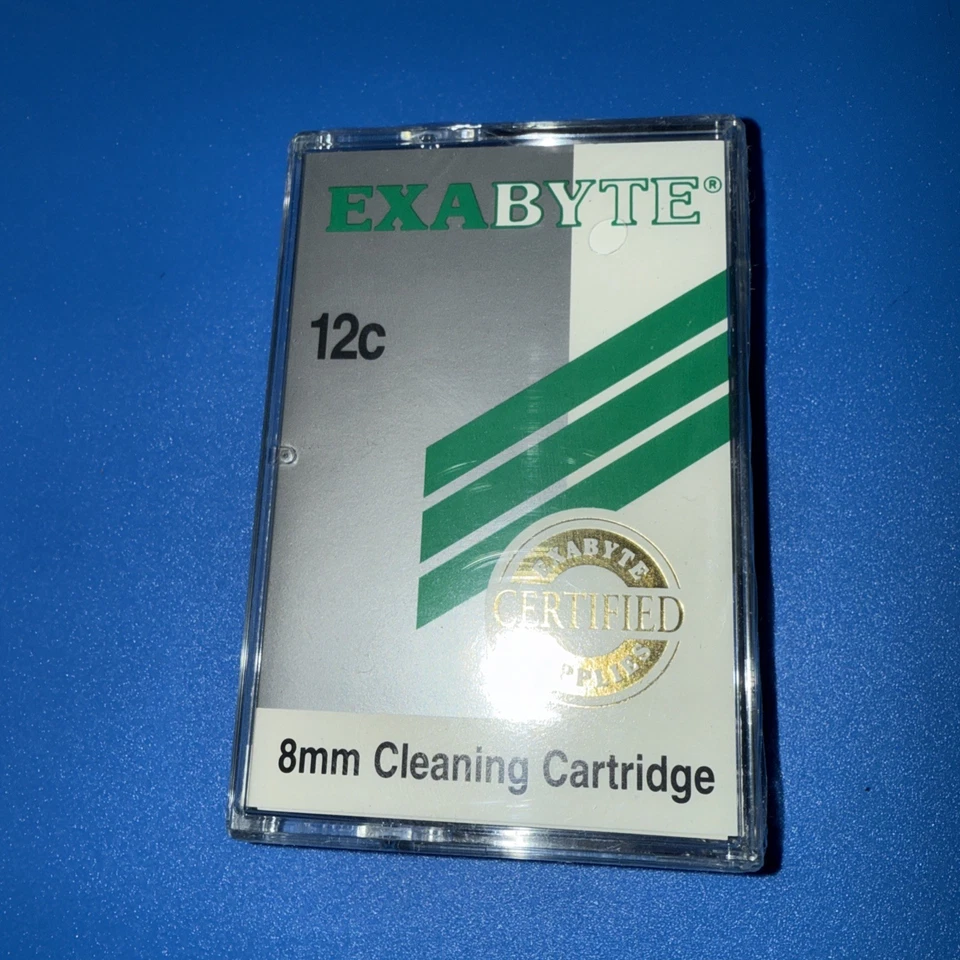 EXABYTE®
12c
EXABYTE
CERTIFIED
8mm Cleaning Cartridge